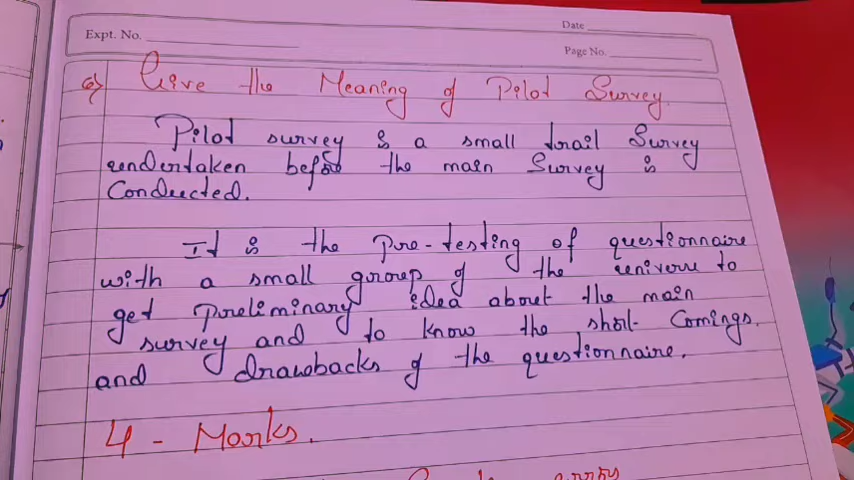 Date
Expt. No.
Page No.
6) Give the Meaning of Pilot Survey.
Pilot survey is a small trail Survey
undertaken before the main Survey is
Conducted.
It is the Pre-testing of questionnaire
with a small group of the universe to
get preliminary idea about the main
survey and to know the short Comings.
and drawbacks of the questionnaire.
4 - Marks.